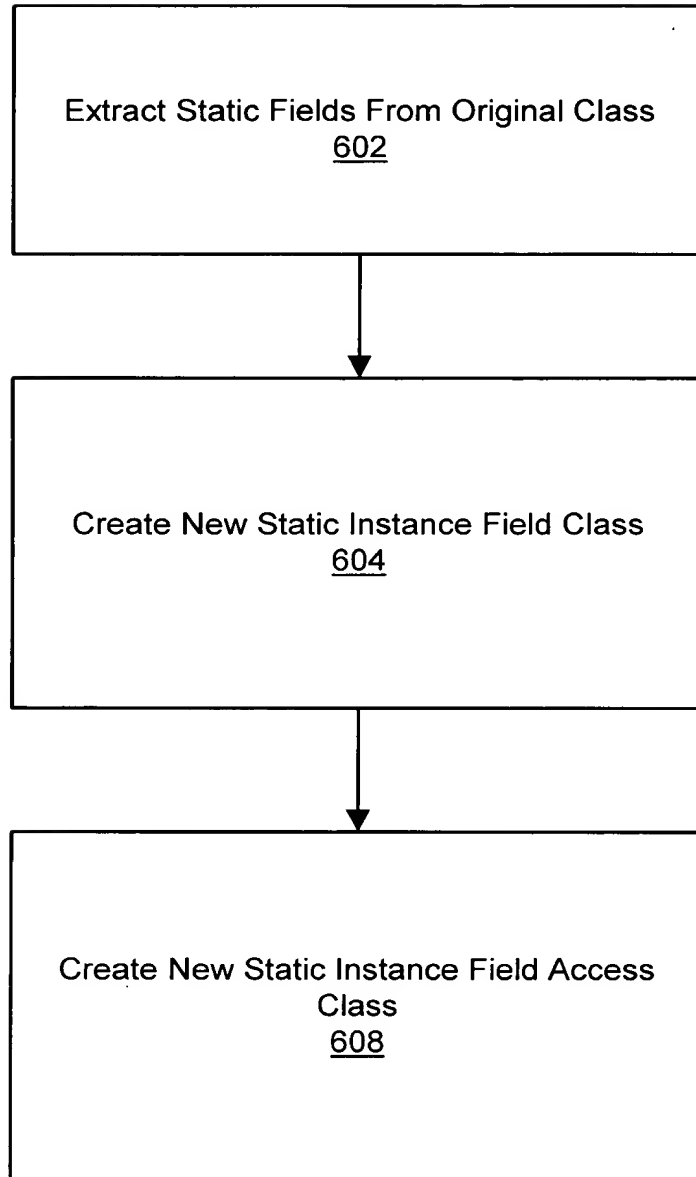 Extract Static Fields From Original Class
602
Create New Static Instance Field Class
604
Create New Static Instance Field Access
Class
608